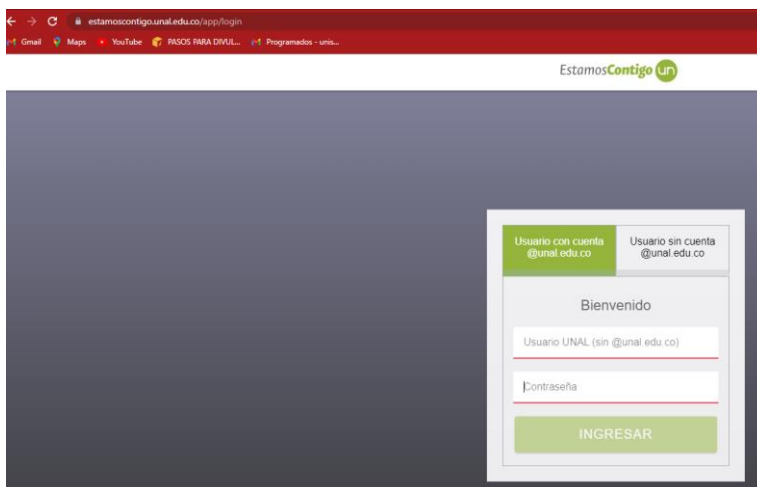 estamoscontigo.unal.edu.co/app/login
Gmail Maps YouTube PASOS PARA DIVUL... Programados - unis...
EstamosContigo un
Usuario con cuenta
@unal.edu.co
Usuario sin cuenta
@unal.edu.co
Bienvenido
Usuario UNAL (sin @unal.edu.co)
Contraseña
INGRESAR